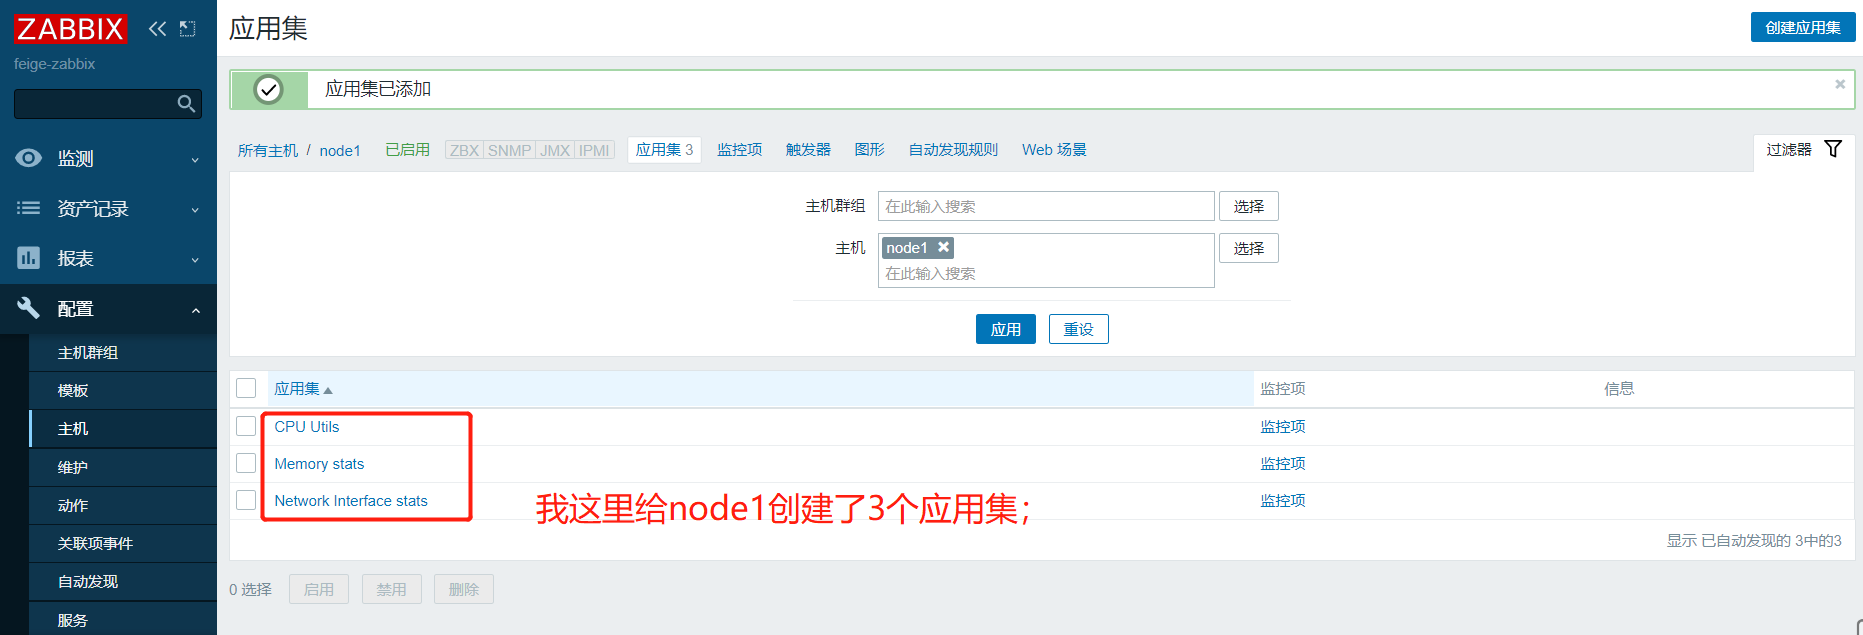 ZABBIX
feige-zabbix
监测
资产记录
报表
配置
主机群组
模板
主机
维护
动作
关联项事件
自动发现
服务
应用集
创建应用集
应用集已添加
所有主机 / node1 已启用 ZBX SNMP JMX IPMI 应用集 3 监控项 触发器 图形 自动发现规则 Web 场景
过滤器
主机群组 在此输入搜索 选择
主机 node1 选择
在此输入搜索
应用 重设
应用集 监控项 信息
CPU Utils 监控项
Memory stats 监控项
Network Interface stats 监控项
我这里给node1创建了3个应用集；
显示 已自动发现的 3中的3
0 选择 启用 禁用 删除